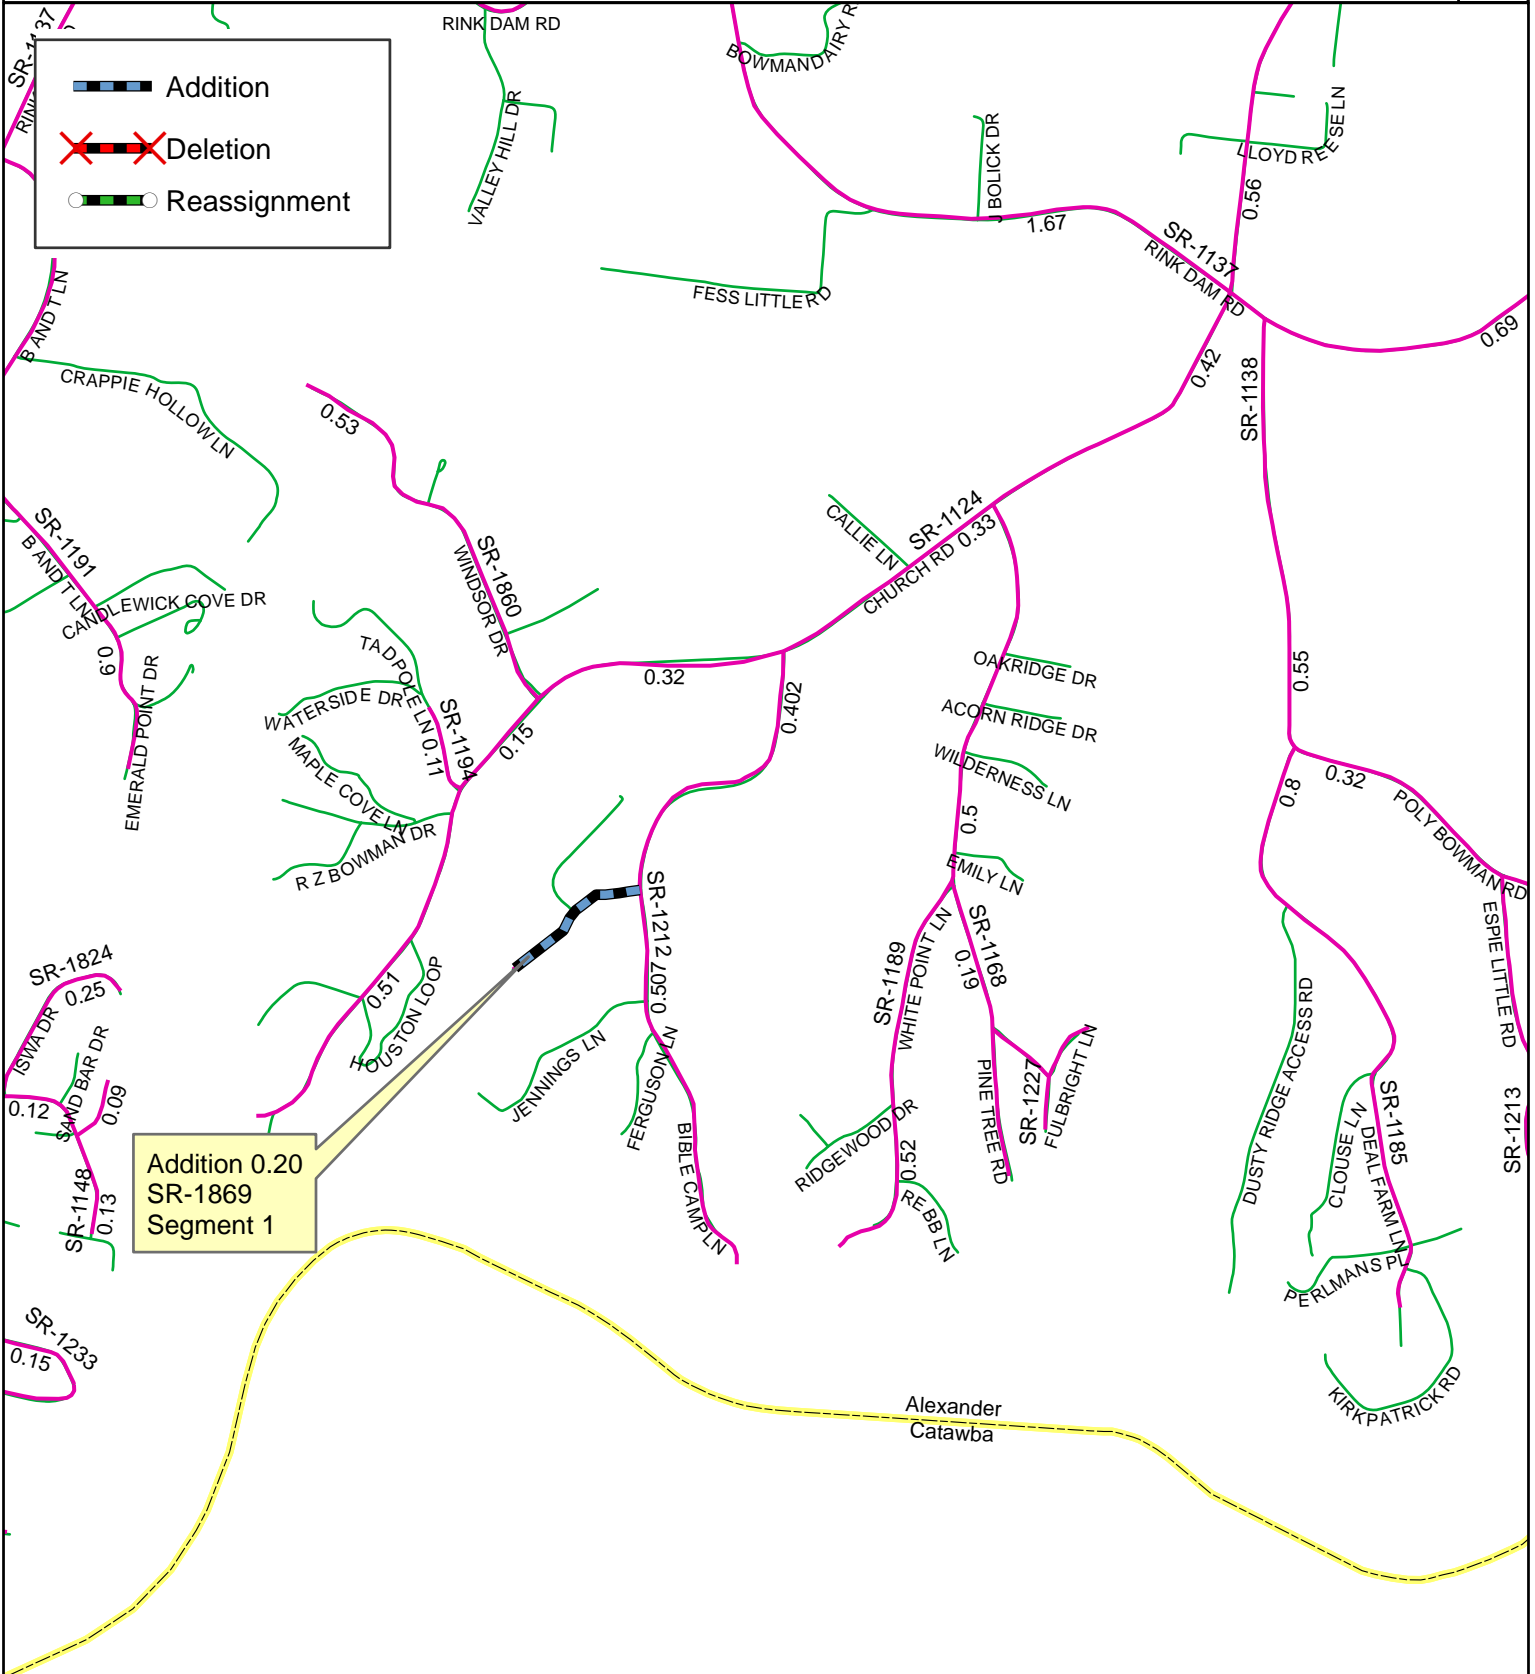 SR-1137
RINK DAM RD
BOWMANDAIRY R
Addition
Deletion
Reassignment
VALLEY HILL DR
J BOLICK DR
LLOYD REESE LN
0.56
1.67
SR-1137
RINK DAM RD
FESS LITTLE RD
B AND T LN
0.69
0.42
SR-1138
CRAPPIE HOLLOW LN
0.53
SR-1124
0.33
CALLIE LN
CHURCH RD
SR-1191
B AND T LN
SR-1860
WINDSOR DR
CANDLEWICK COVE DR
0.9
EMERALD POINT DR
TADPOLE LN
WATERSIDE DR
SR-1194
0.11
0.15
0.32
0.402
OAKRIDGE DR
ACORN RIDGE DR
WILDERNESS LN
0.55
MAPLE COVE LN
R Z BOWMAN DR
0.5
0.8
0.32
POLY BOWMAN RD
EMILY LN
SR-1212
0.507
SR-1189
WHITE POINT LN
SR-1168
0.19
ESPIE LITTLE RD
SR-1824
0.25
ISWA DR
SAND BAR DR
0.09
0.12
0.51
HOUSTON LOOP
JENNINGS LN
FERGUSON LN
BIBLE CAMP LN
PINE TREE RD
SR-1227
FULBRIGHT LN
DUSTY RIDGE ACCESS RD
SR-1213
RIDGEWOOD DR
0.52
REBB LN
CLOUSE LN
DEAL FARM LN
SR-1185
Addition 0.20
SR-1869
Segment 1
SR-1148
0.13
PERLMANS PL
SR-1233
0.15
KIRKPATRICK RD
Alexander
Catawba